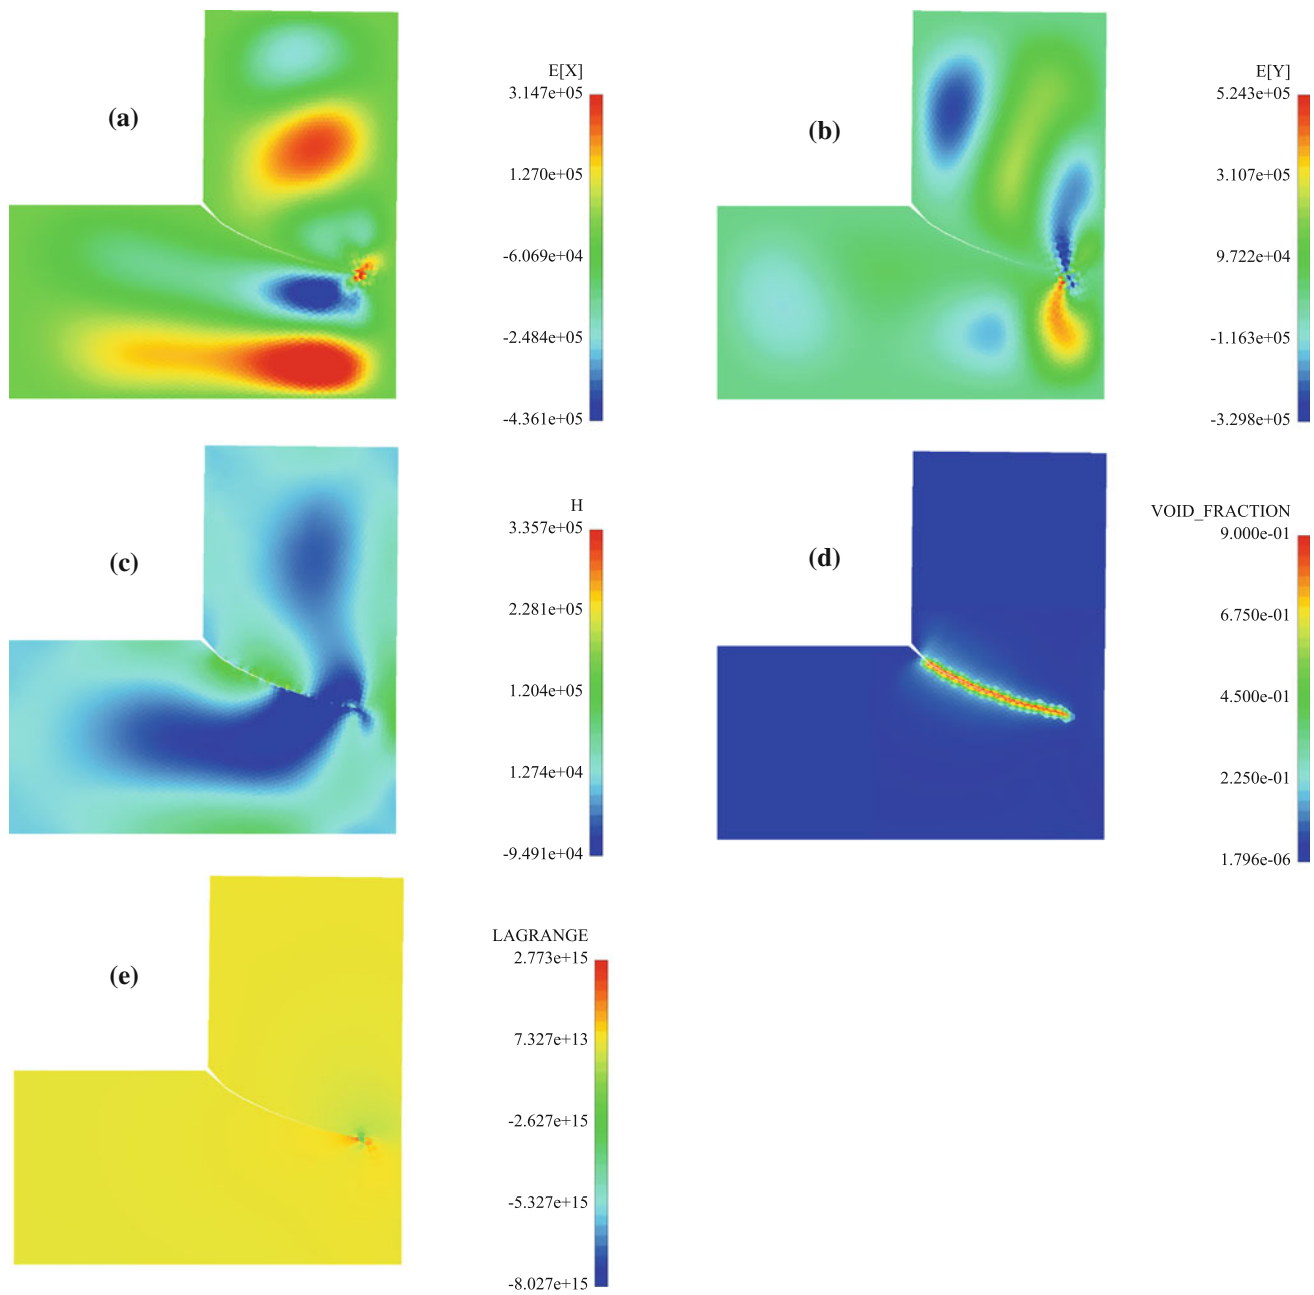 (a)
E[X]
3.147e+05
1.270e+05
-6.069e+04
-2.484e+05
-4.361e+05
(b)
E[Y]
5.243e+05
3.107e+05
9.722e+04
-1.163e+05
-3.298e+05
(c)
H
3.357e+05
2.281e+05
1.204e+05
1.274e+04
-9.491e+04
(d)
VOID_FRACTION
9.000e-01
6.750e-01
4.500e-01
2.250e-01
1.796e-06
(e)
LAGRANGE
2.773e+15
7.327e+13
-2.627e+15
-5.327e+15
-8.027e+15